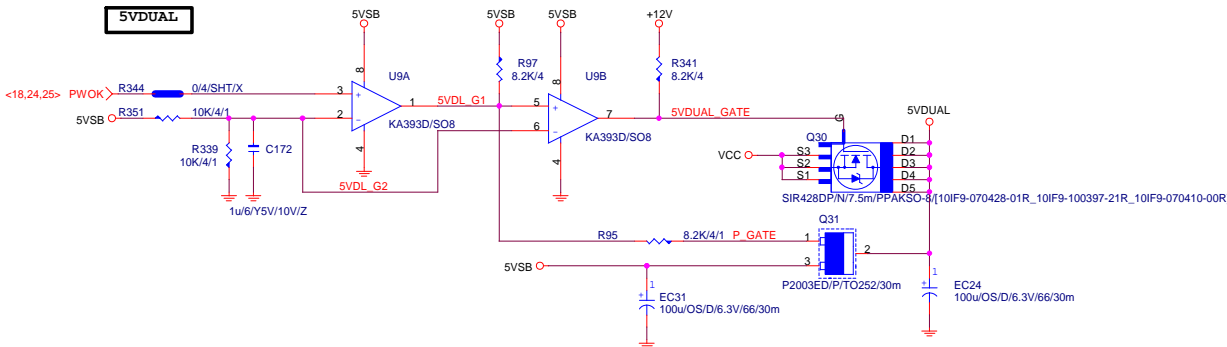 5VDUAL
5VSB
5VSB
5VSB
+12V
R97
8.2K/4
R341
8.2K/4
U9A
U9B
8
8
<18,24,25> PWOK
R344
0/4/SHT/X
3
+
1
5VDL_G1
5
+
7
5VDUAL_GATE
5VSB
R351
10K/4/1
2
-
KA393D/SO8
6
-
KA393D/SO8
4
4
R339
10K/4/1
C172
1u/6/Y5V/10V/Z
5VDL_G2
G
Q30
5VDUAL
VCC
S3
S2
S1
D1
D2
D3
D4
D5
SIR428DP/N/7.5m/PPAKSO-8/[10IF9-070428-01R_10IF9-100397-21R_10IF9-070410-00R
Q31
R95
8.2K/4/1
P_GATE
1
2
5VSB
3
P2003ED/P/TO252/30m
1
+
EC31
100u/OS/D/6.3V/66/30m
1
+
EC24
100u/OS/D/6.3V/66/30m